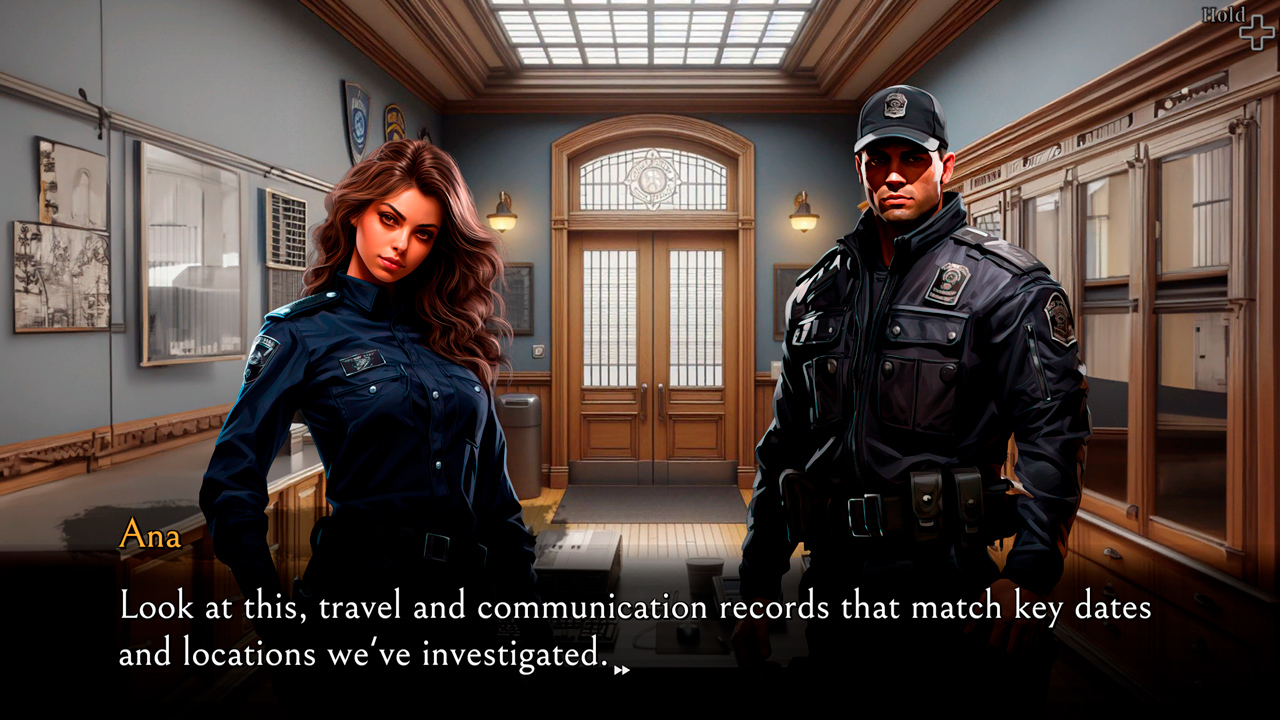 Hold
Ana
Look at this, travel and communication records that match key dates
and locations we've investigated.